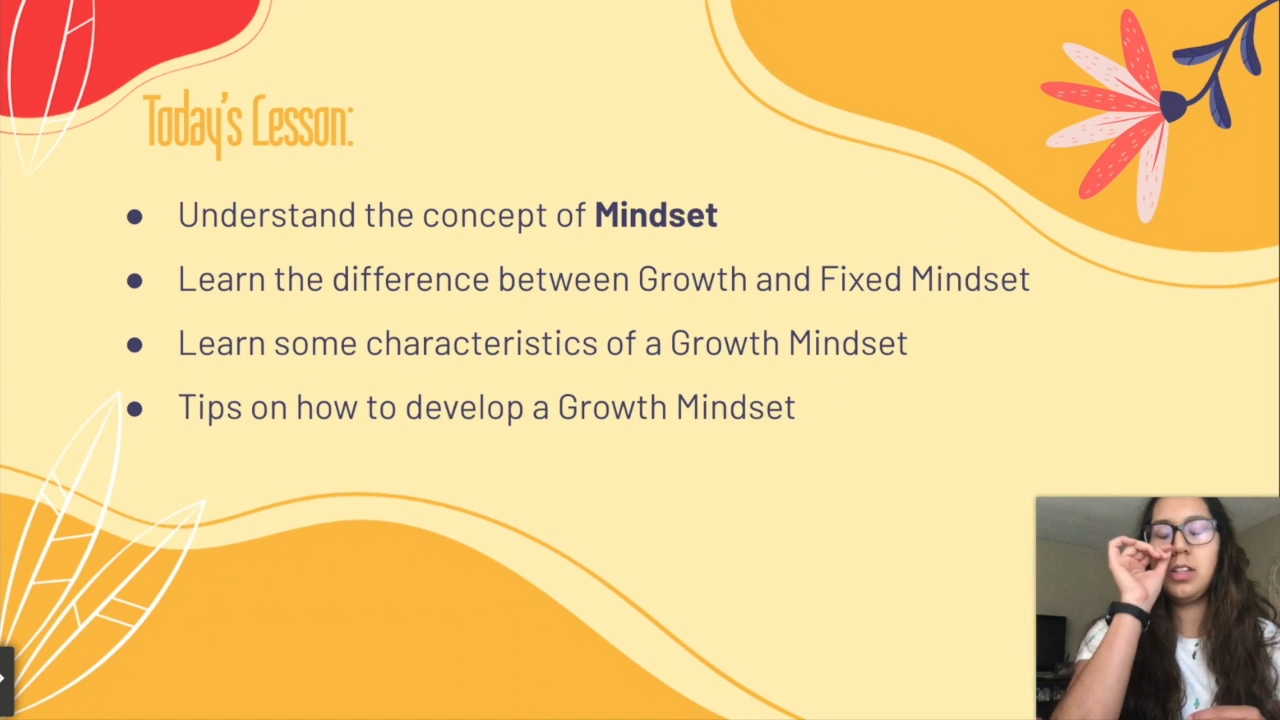 Today's Lesson:
● Understand the concept of Mindset
● Learn the difference between Growth and Fixed Mindset
● Learn some characteristics of a Growth Mindset
● Tips on how to develop a Growth Mindset